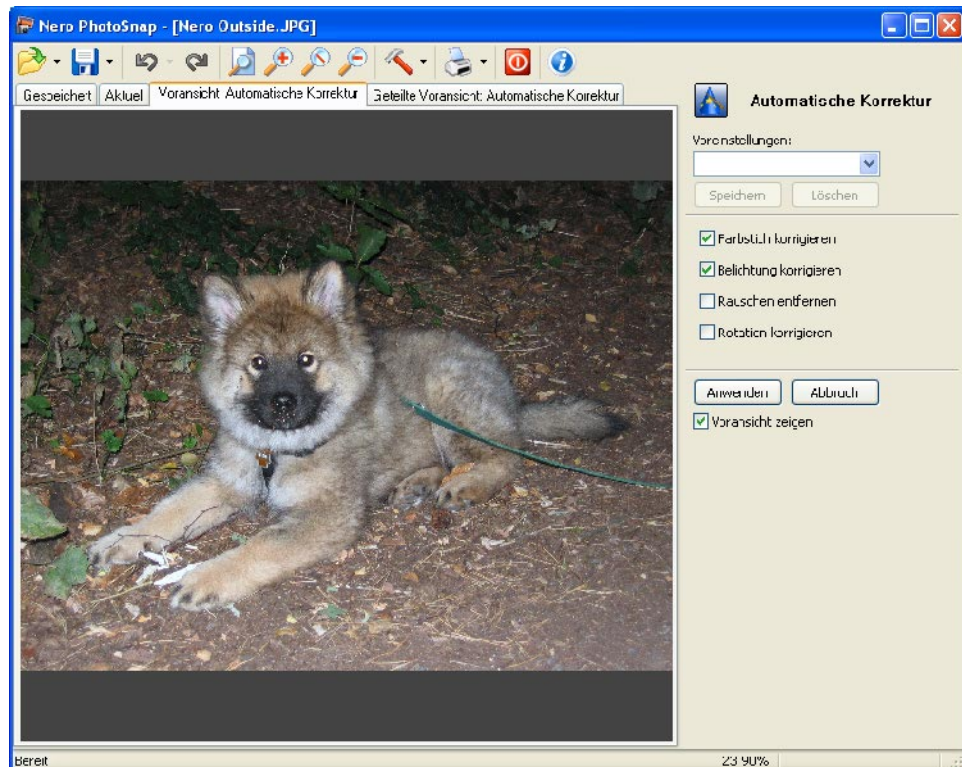 Nero PhotoSnap - [Nero Outside.JPG]
Gespeichert Aktuel Voransicht: Automatische Korrektur Geteilte Voransicht: Automatische Korrektur
Automatische Korrektur
Voreinstellungen:
Speichern Löschen
Farbstich korrigieren
Belichtung korrigieren
Rauschen entfernen
Rotation korrigieren
Anwenden Abbruch
Voransicht zeigen
Bereit 23.90%